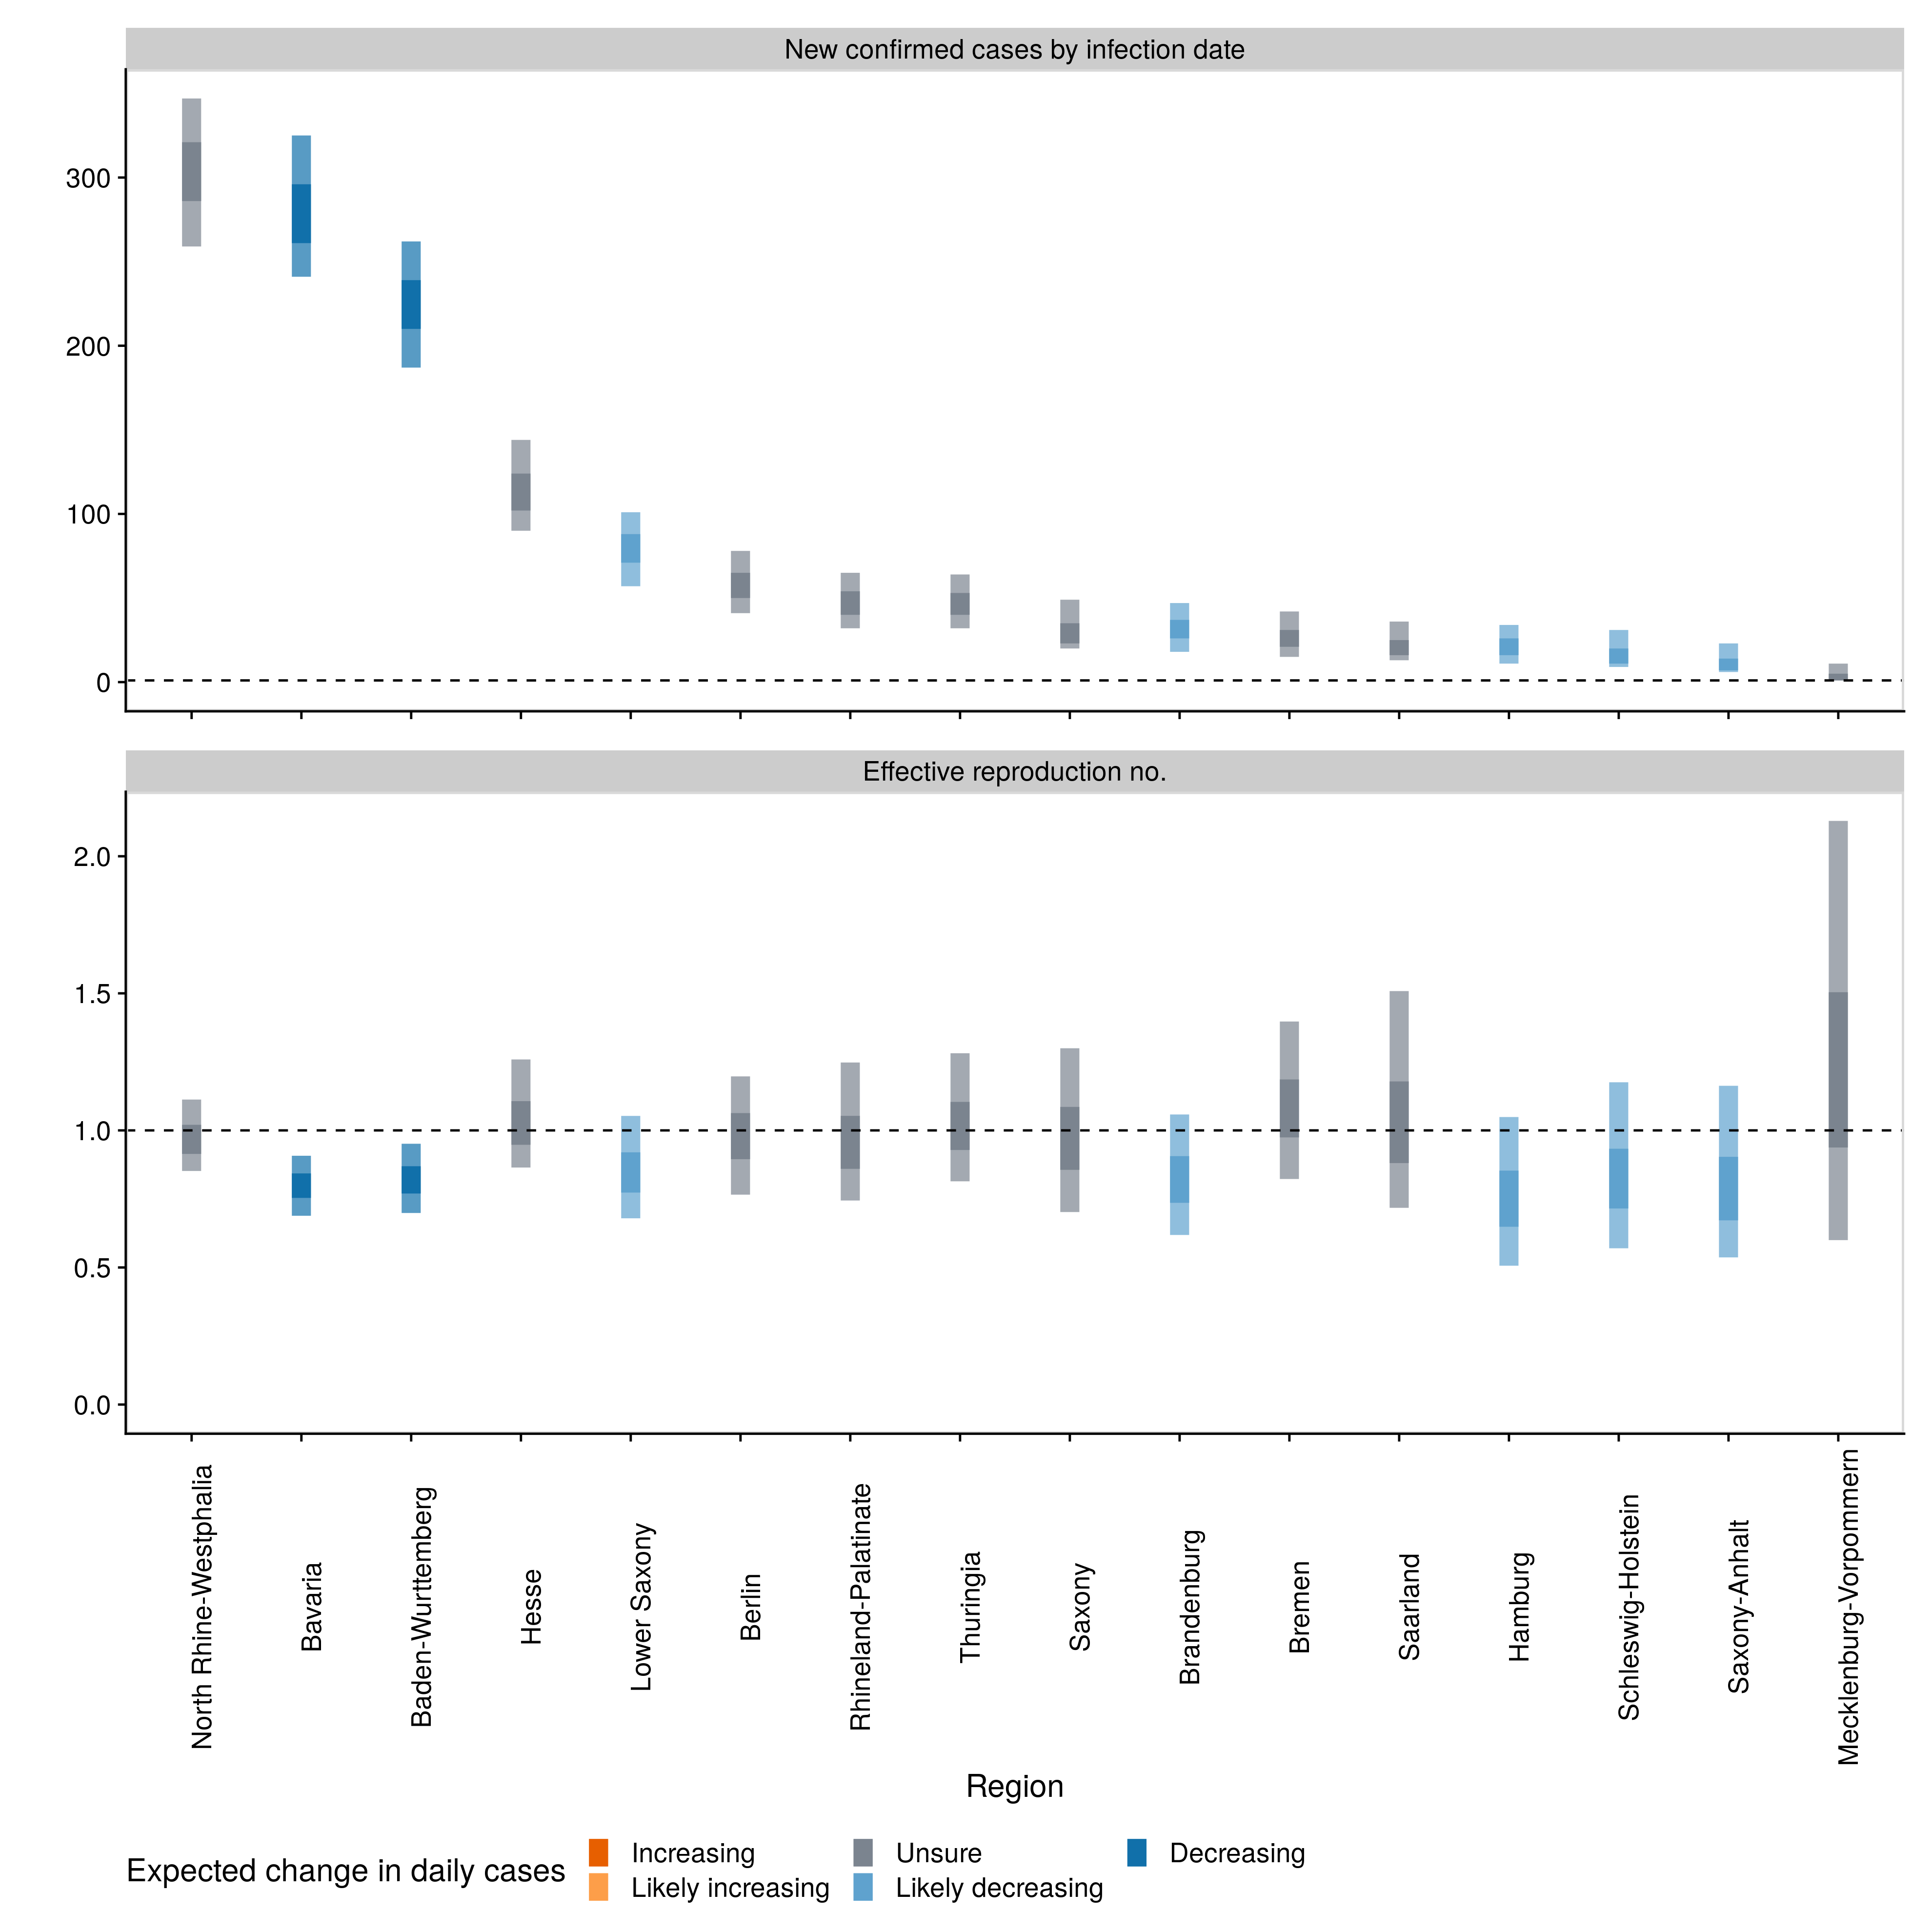 New confirmed cases by infection date
300
200
100
0
Effective reproduction no.
2.0
1.5
1.0
0.5
0.0
North Rhine-Westphalia
Bavaria
Baden-Wurttemberg
Hesse
Lower Saxony
Berlin
Rhineland-Palatinate
Thuringia
Saxony
Brandenburg
Bremen
Saarland
Hamburg
Schleswig-Holstein
Saxony-Anhalt
Mecklenburg-Vorpommern
Region
Expected change in daily cases
Increasing
Likely increasing
Unsure
Likely decreasing
Decreasing